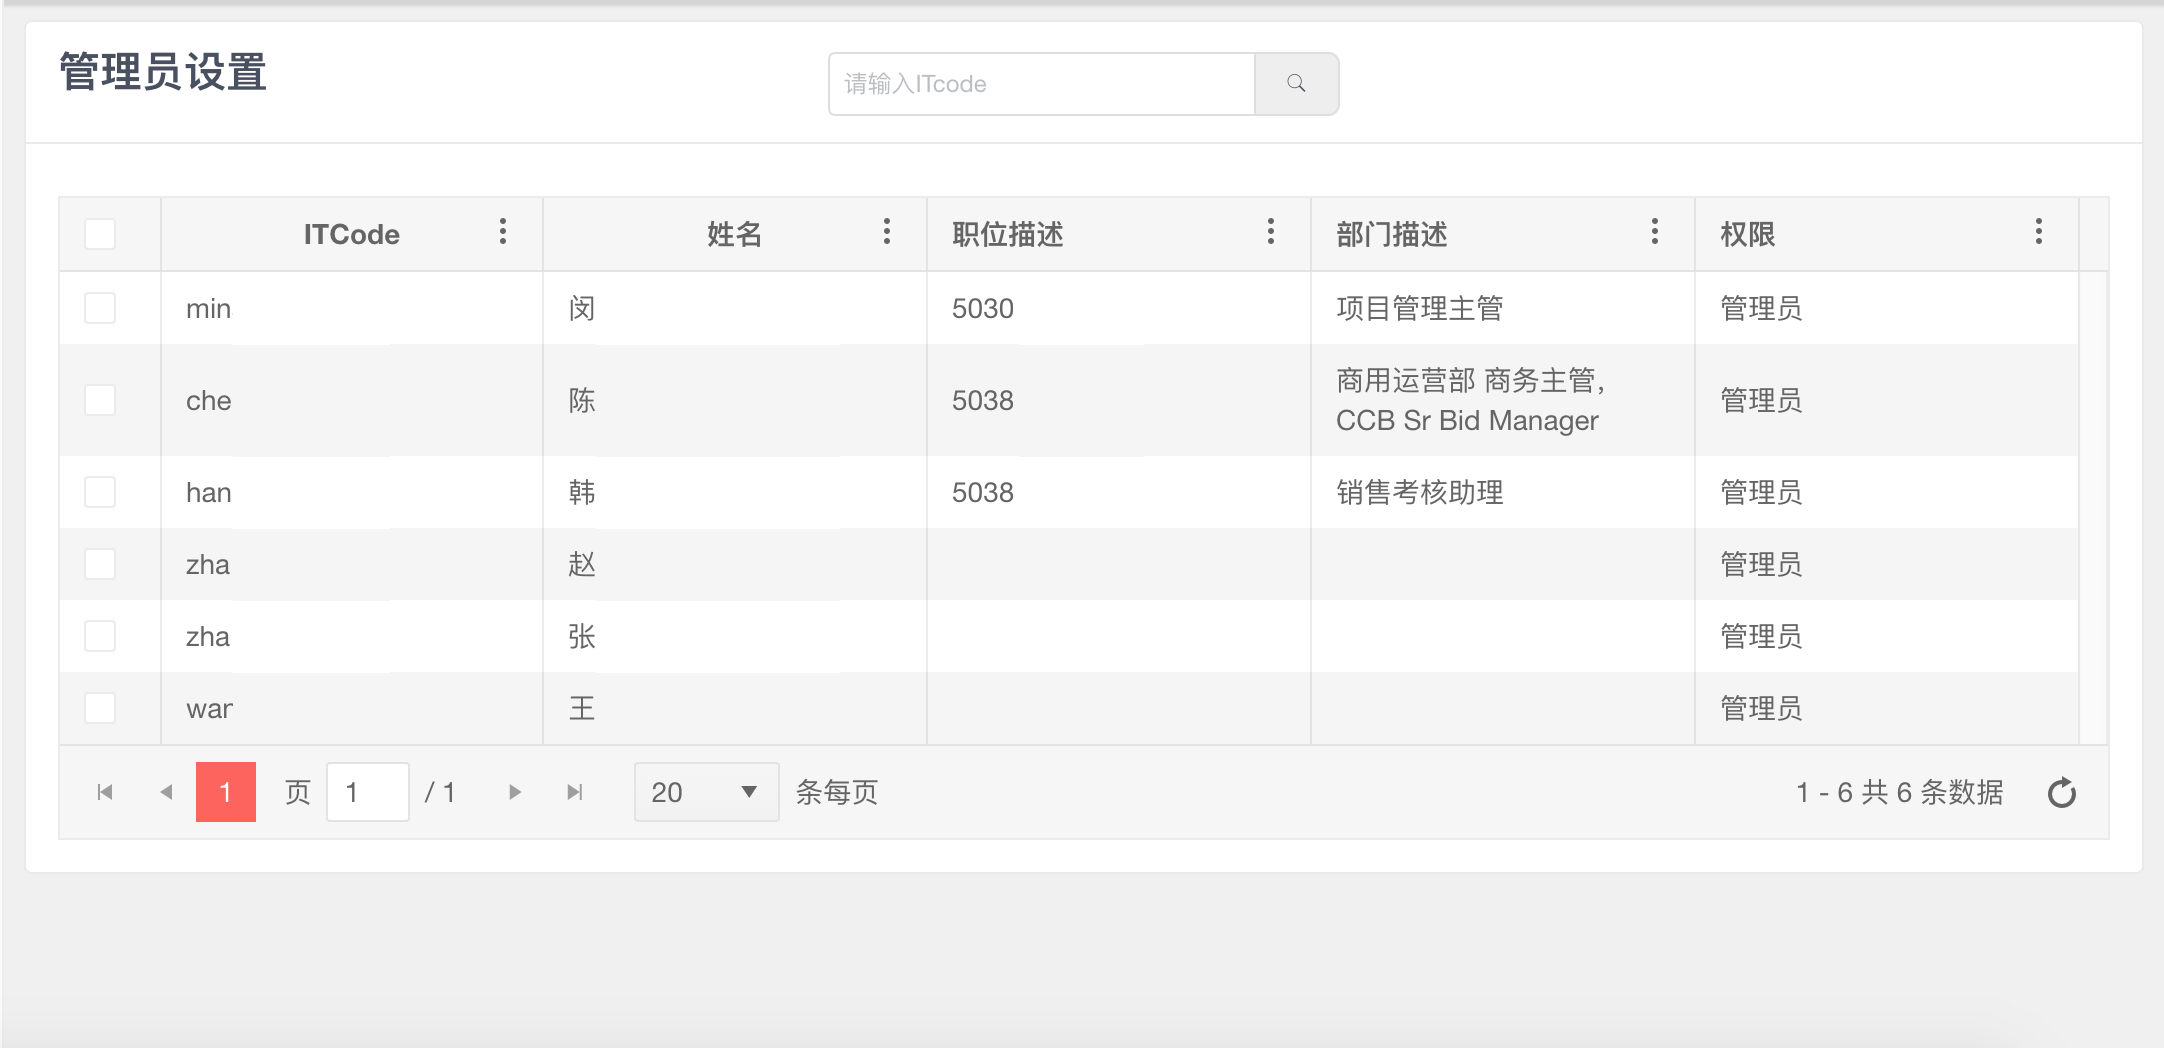 管理员设置
请输入ITcode
ITCode 姓名 职位描述 部门描述 权限
min 闵 5030 项目管理主管 管理员
che 陈 5038 商用运营部 商务主管, 管理员
CCB Sr Bid Manager
han 韩 5038 销售考核助理 管理员
zha 赵 管理员
zha 张 管理员
war 王 管理员
1 页 1 / 1 20 条每页 1 - 6 共 6 条数据